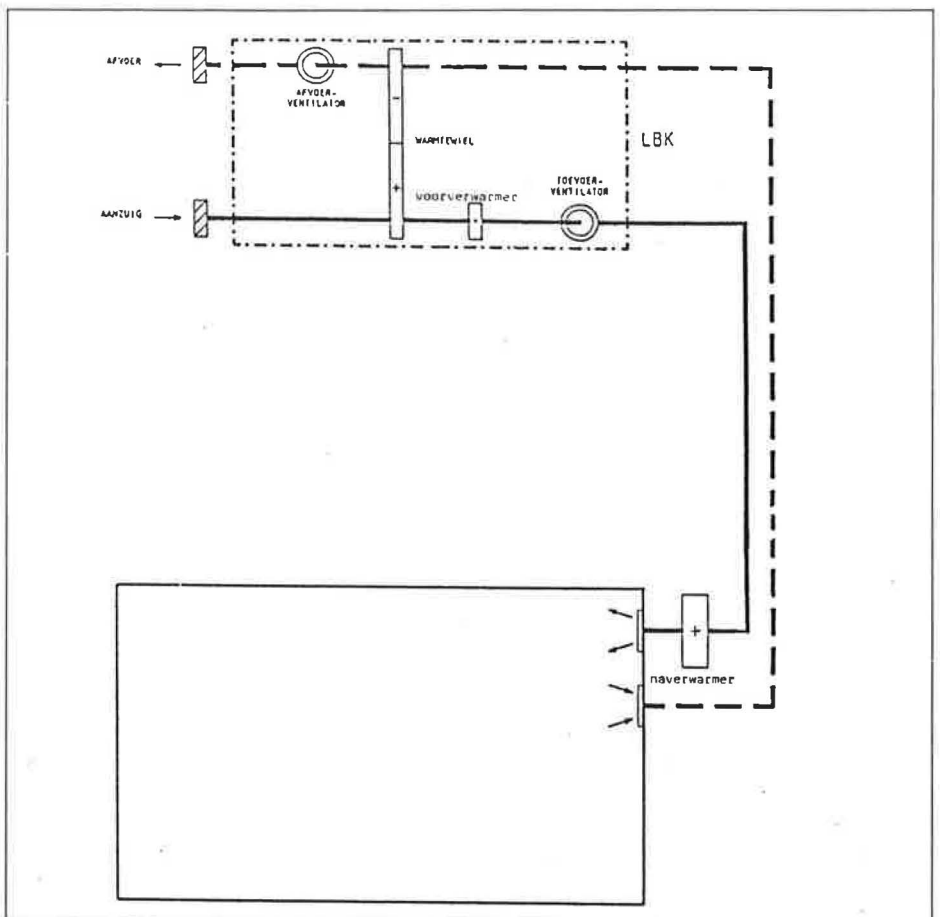 AFVOER
AFVOER-
VENTILATOR
WARMTEWIEL
LBK
TOEVOER-
VENTILATOR
voorverwarmer
AANZUIG
naverwarmer